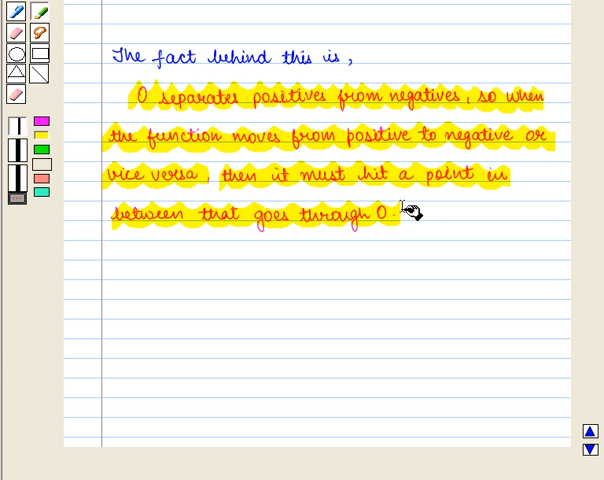 The fact behind this is,
0 separates positives from negatives, so when
the function moves from positive to negative or
vice versa, then it must hit a point in
between that goes through 0.